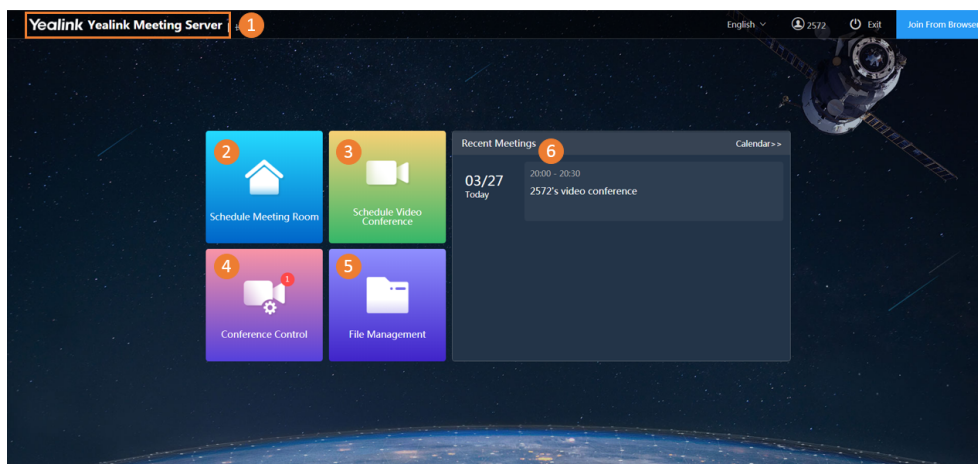 Yealink Yealink Meeting Server
1
English
2572
Exit
Join From Browser
2
Schedule Meeting Room
3
Schedule Video
Conference
4
1
Conference Control
5
File Management
Recent Meetings
6
Calendar>>
03/27
Today
20:00 - 20:30
2572's video conference